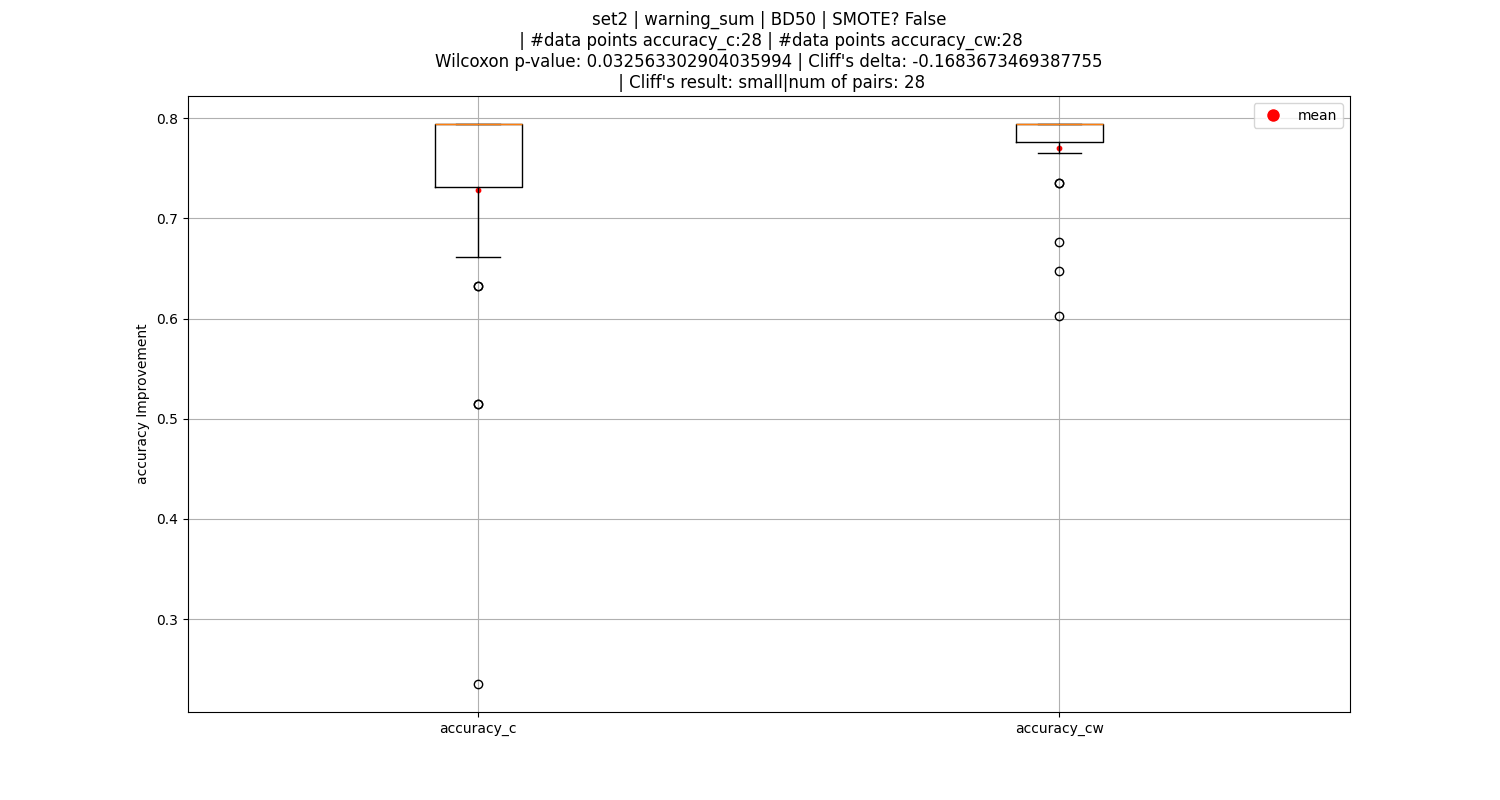 set2 | warning_sum | BD50 | SMOTE? False
| #data points accuracy_c:28 | #data points accuracy_cw:28
Wilcoxon p-value: 0.032563302904035994 | Cliff's delta: -0.1683673469387755
| Cliff's result: small|num of pairs: 28
mean
0.8
0.7
0.6
0.5
0.4
0.3
accuracy Improvement
accuracy_c
accuracy_cw